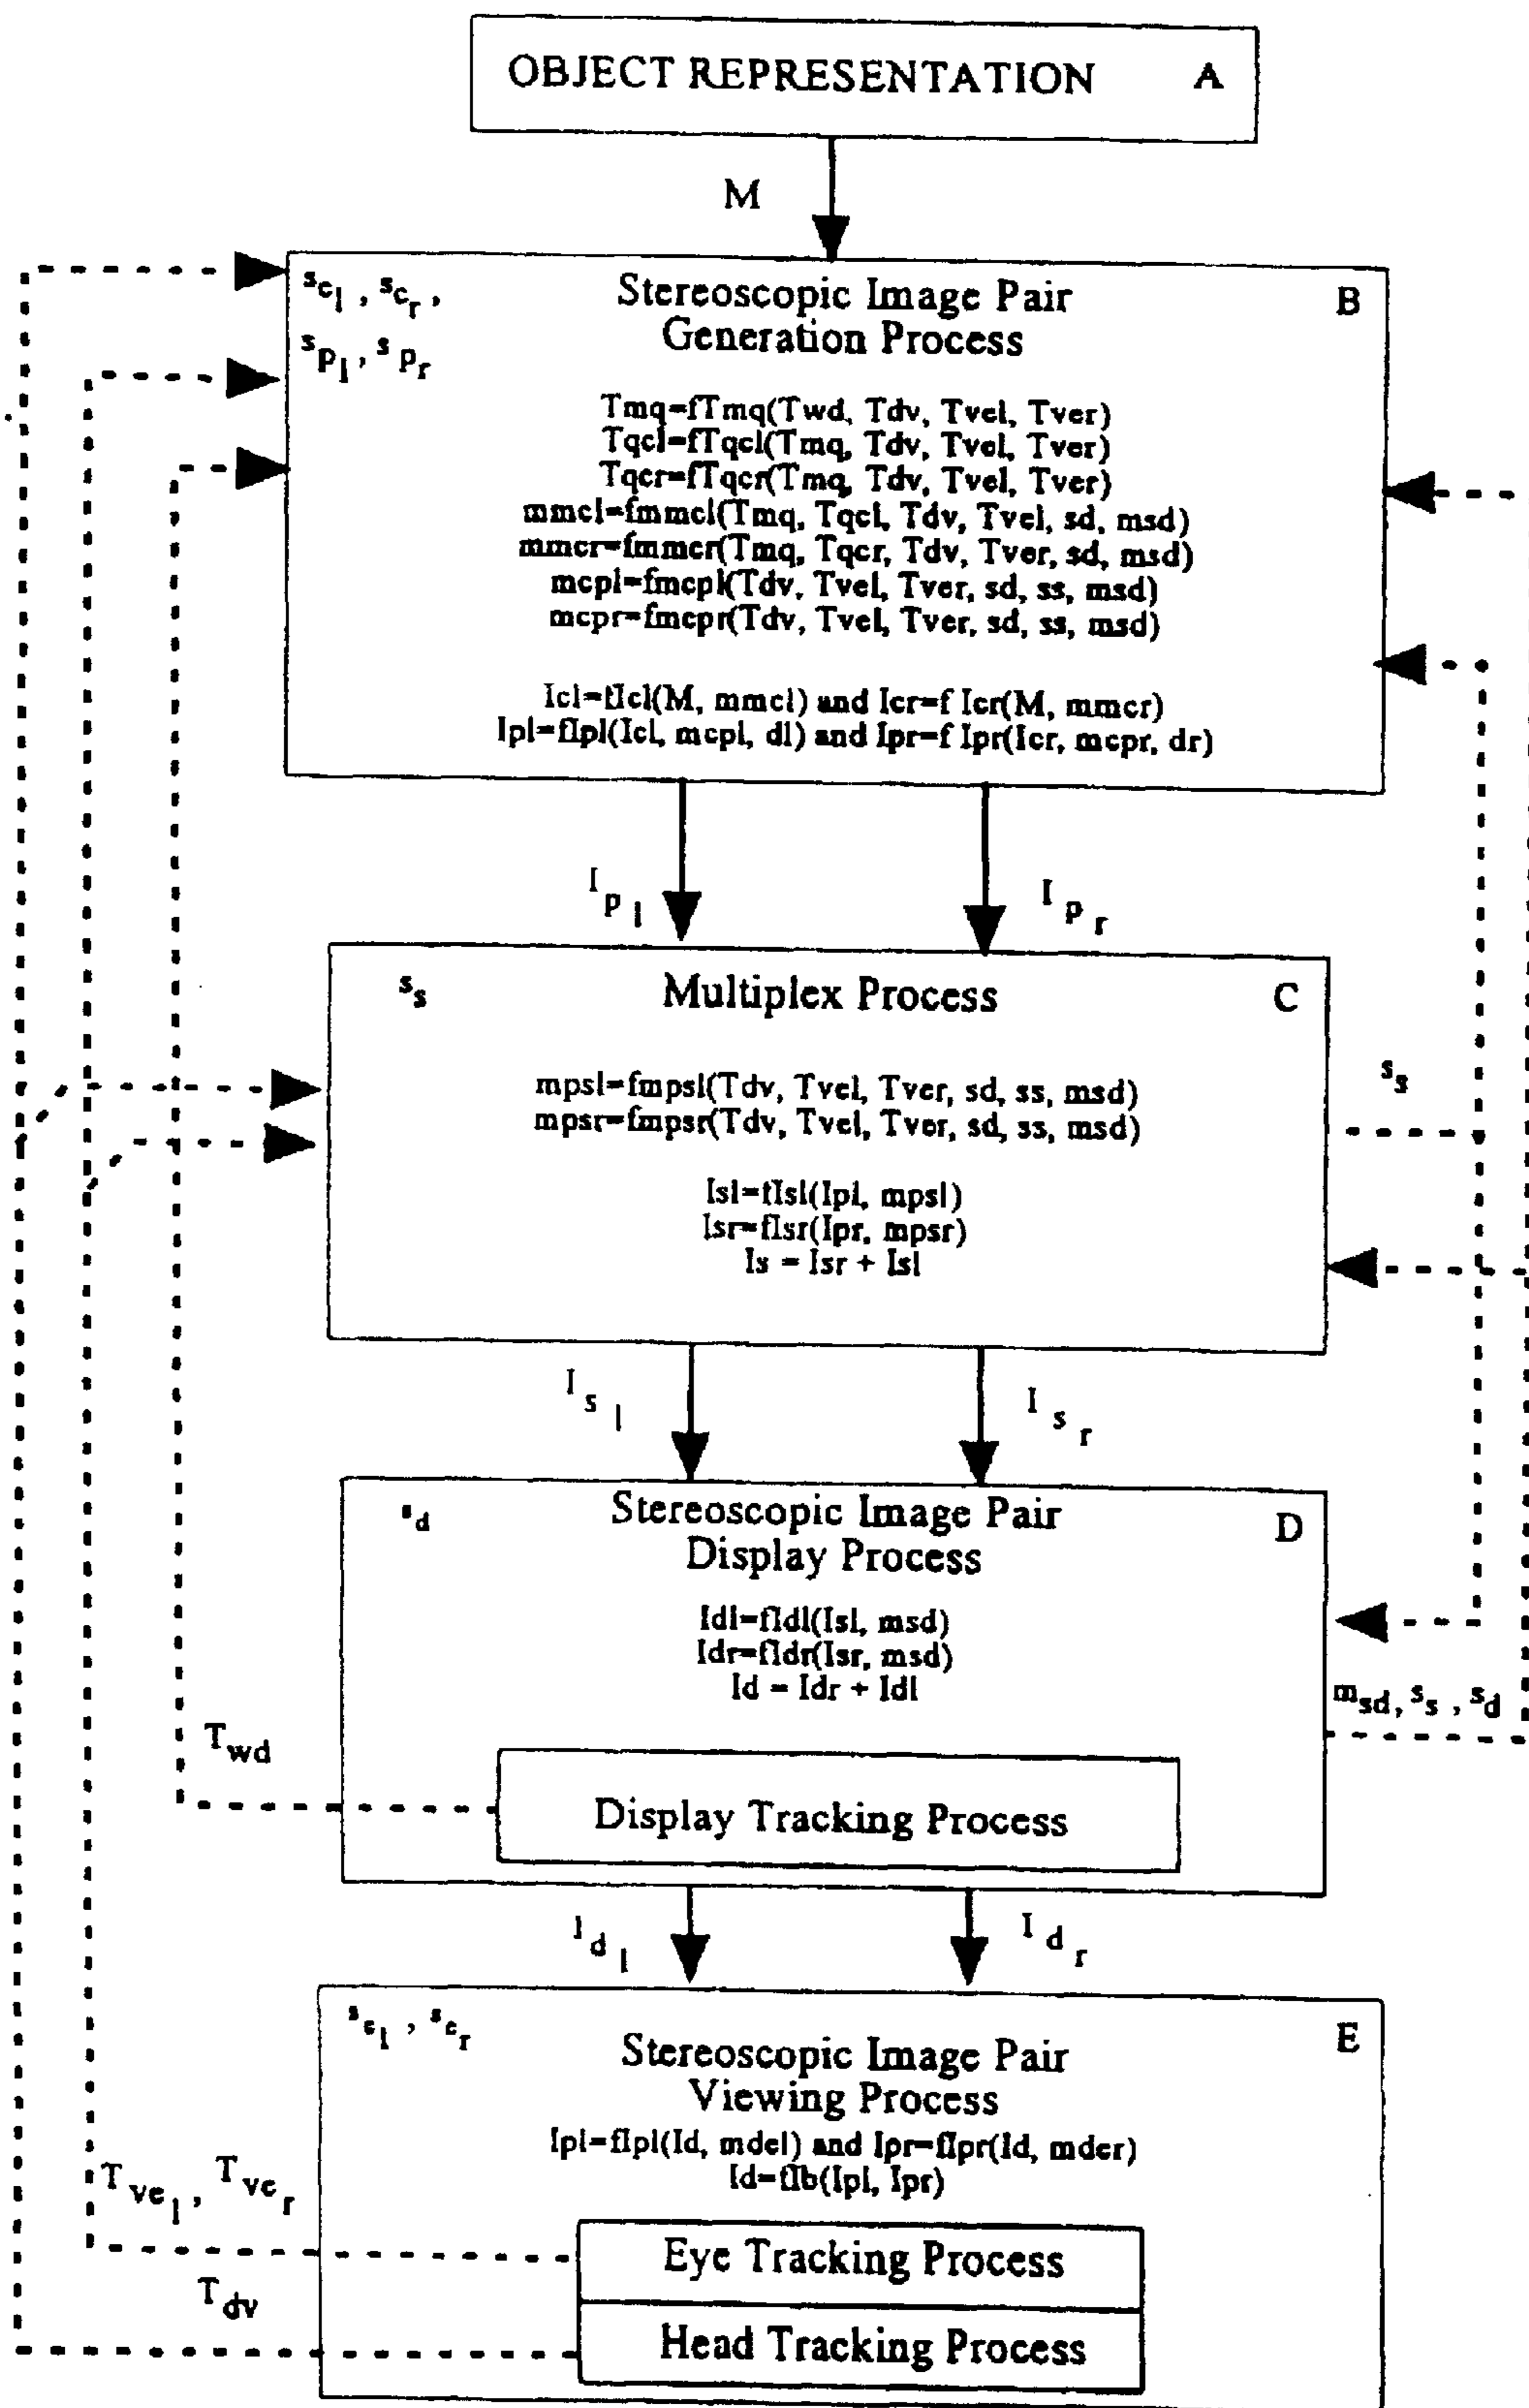 OBJECT REPRESENTATION A
M
s c l , s c r , Stereoscopic Image Pair B
Generation Process
s p l , s p r
Tmq=fTmq(Twd, Tdv, Tvel, Tver)
Tqcl=fTqcl(Tmq, Tdv, Tvel, Tver)
Tqcr=fTqcr(Tmq, Tdv, Tvel, Tver)
mmcl=fmmcl(Tmq, Tqcl, Tdv, Tvel, sd, msd)
mmcr=fmmcr(Tmq, Tqcr, Tdv, Tver, sd, msd)
mcpl=fmcpl(Tdv, Tvel, Tver, sd, ss, msd)
mcpr=fmcpr(Tdv, Tvel, Tver, sd, ss, msd)
Icl=fIcl(M, mmcl) and Icr=f Icr(M, mmcr)
Ipl=fIpl(Icl, mcpl, dl) and Ipr=f Ipr(Icr, mcpr, dr)
I p l
I p r
s s Multiplex Process C
s s
mpsl=fmpsl(Tdv, Tvel, Tver, sd, ss, msd)
mpsr=fmpsr(Tdv, Tvel, Tver, sd, ss, msd)
Isl=fIsl(Ipl, mpsl)
Isr=fIsr(Ipr, mpsr)
Is = Isr + Isl
I s l
I s r
s d Stereoscopic Image Pair D
Display Process
Idl=fIdl(Isl, msd)
Idr=fIdr(Isr, msd)
Id = Idr + Idl
m sd, s s , s d
T wd
Display Tracking Process
I d l
I d r
s e l , s e r Stereoscopic Image Pair E
Viewing Process
Ipl=fIpl(Id, mdel) and Ipr=fIpr(Id, mder)
Id=fIb(Ipl, Ipr)
T ve l , T ve r
Eye Tracking Process
T dv
Head Tracking Process